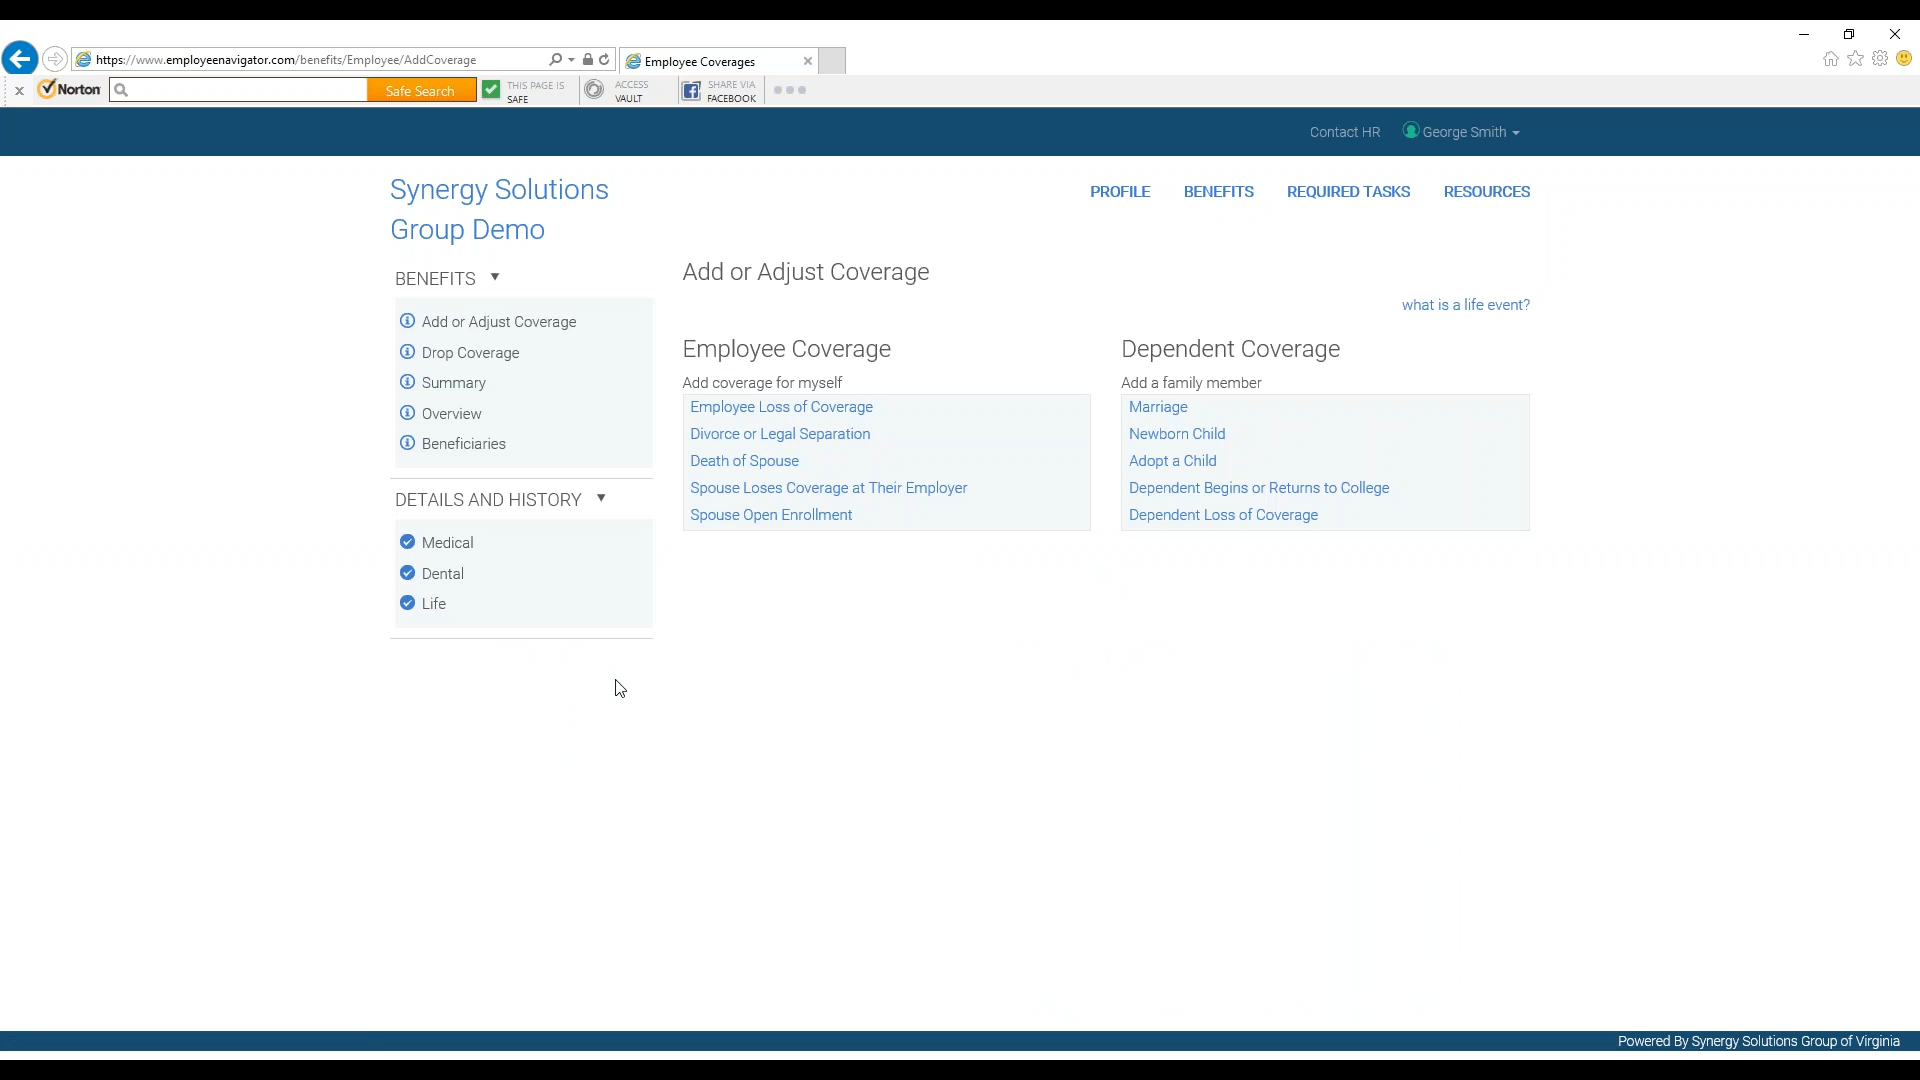 https://www.employeenavigator.com/benefits/Employee/AddCoverage
Employee Coverages
Norton
Safe Search
THIS PAGE IS
SAFE
ACCESS
VAULT
SHARE VIA
FACEBOOK
Contact HR
George Smith
Synergy Solutions
Group Demo
PROFILE
BENEFITS
REQUIRED TASKS
RESOURCES
BENEFITS
Add or Adjust Coverage
Drop Coverage
Summary
Overview
Beneficiaries
DETAILS AND HISTORY
Medical
Dental
Life
Add or Adjust Coverage
what is a life event?
Employee Coverage
Add coverage for myself
Employee Loss of Coverage
Divorce or Legal Separation
Death of Spouse
Spouse Loses Coverage at Their Employer
Spouse Open Enrollment
Dependent Coverage
Add a family member
Marriage
Newborn Child
Adopt a Child
Dependent Begins or Returns to College
Dependent Loss of Coverage
Powered By Synergy Solutions Group of Virginia